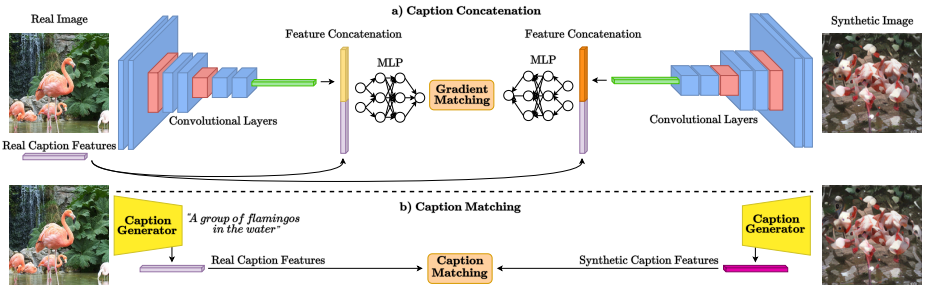 a) Caption Concatenation
Real Image
Synthetic Image
Feature Concatenation
Feature Concatenation
MLP
MLP
Gradient
Matching
Convolutional Layers
Convolutional Layers
Real Caption Features
b) Caption Matching
Caption
Generator
"A group of flamingos
in the water"
Caption
Generator
Real Caption Features
Caption
Matching
Synthetic Caption Features